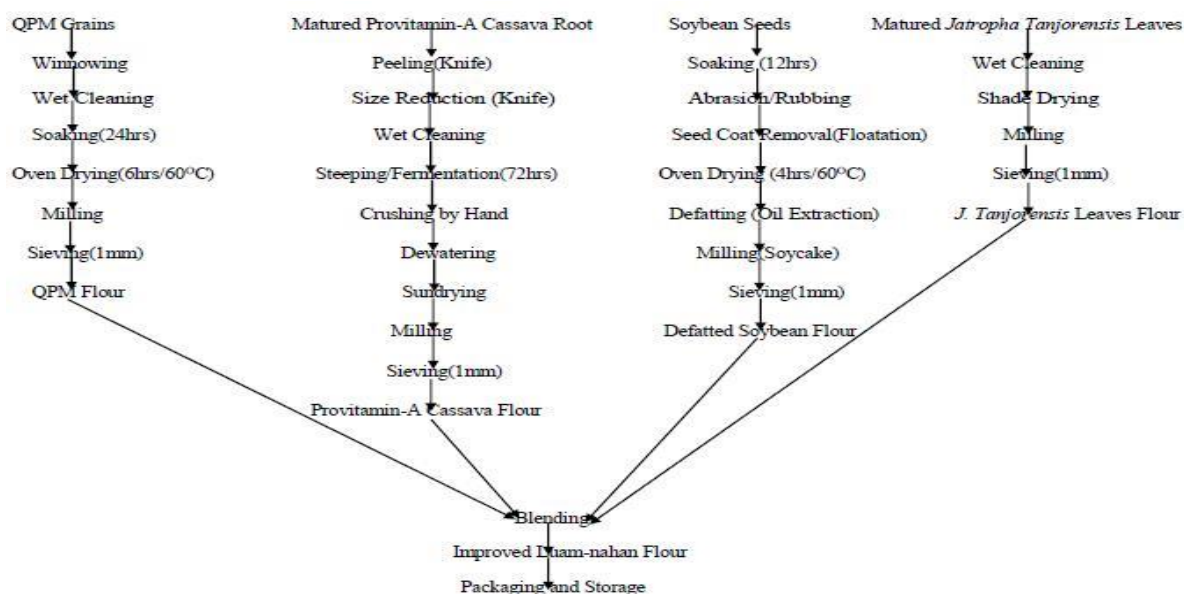 QPM Grains
Winnowing
Wet Cleaning
Soaking(24hrs)
Oven Drying(6hrs/60⁰C)
Milling
Sieving(1mm)
QPM Flour
Matured Provitamin-A Cassava Root
Peeling(Knife)
Size Reduction (Knife)
Wet Cleaning
Steeping/Fermentation(72hrs)
Crushing by Hand
Dewatering
Sundrying
Milling
Sieving(1mm)
Provitamin-A Cassava Flour
Soybean Seeds
Soaking (12hrs)
Abrasion/Rubbing
Seed Coat Removal(Floatation)
Oven Drying (4hrs/60⁰C)
Defatting (Oil Extraction)
Milling(Soycake)
Sieving(1mm)
Defatted Soybean Flour
Matured Jatropha Tanjorensis Leaves
Wet Cleaning
Shade Drying
Milling
Sieving(1mm)
J. Tanjorensis Leaves Flour
Blending
Improved Luam-nahan Flour
Packaging and Storage